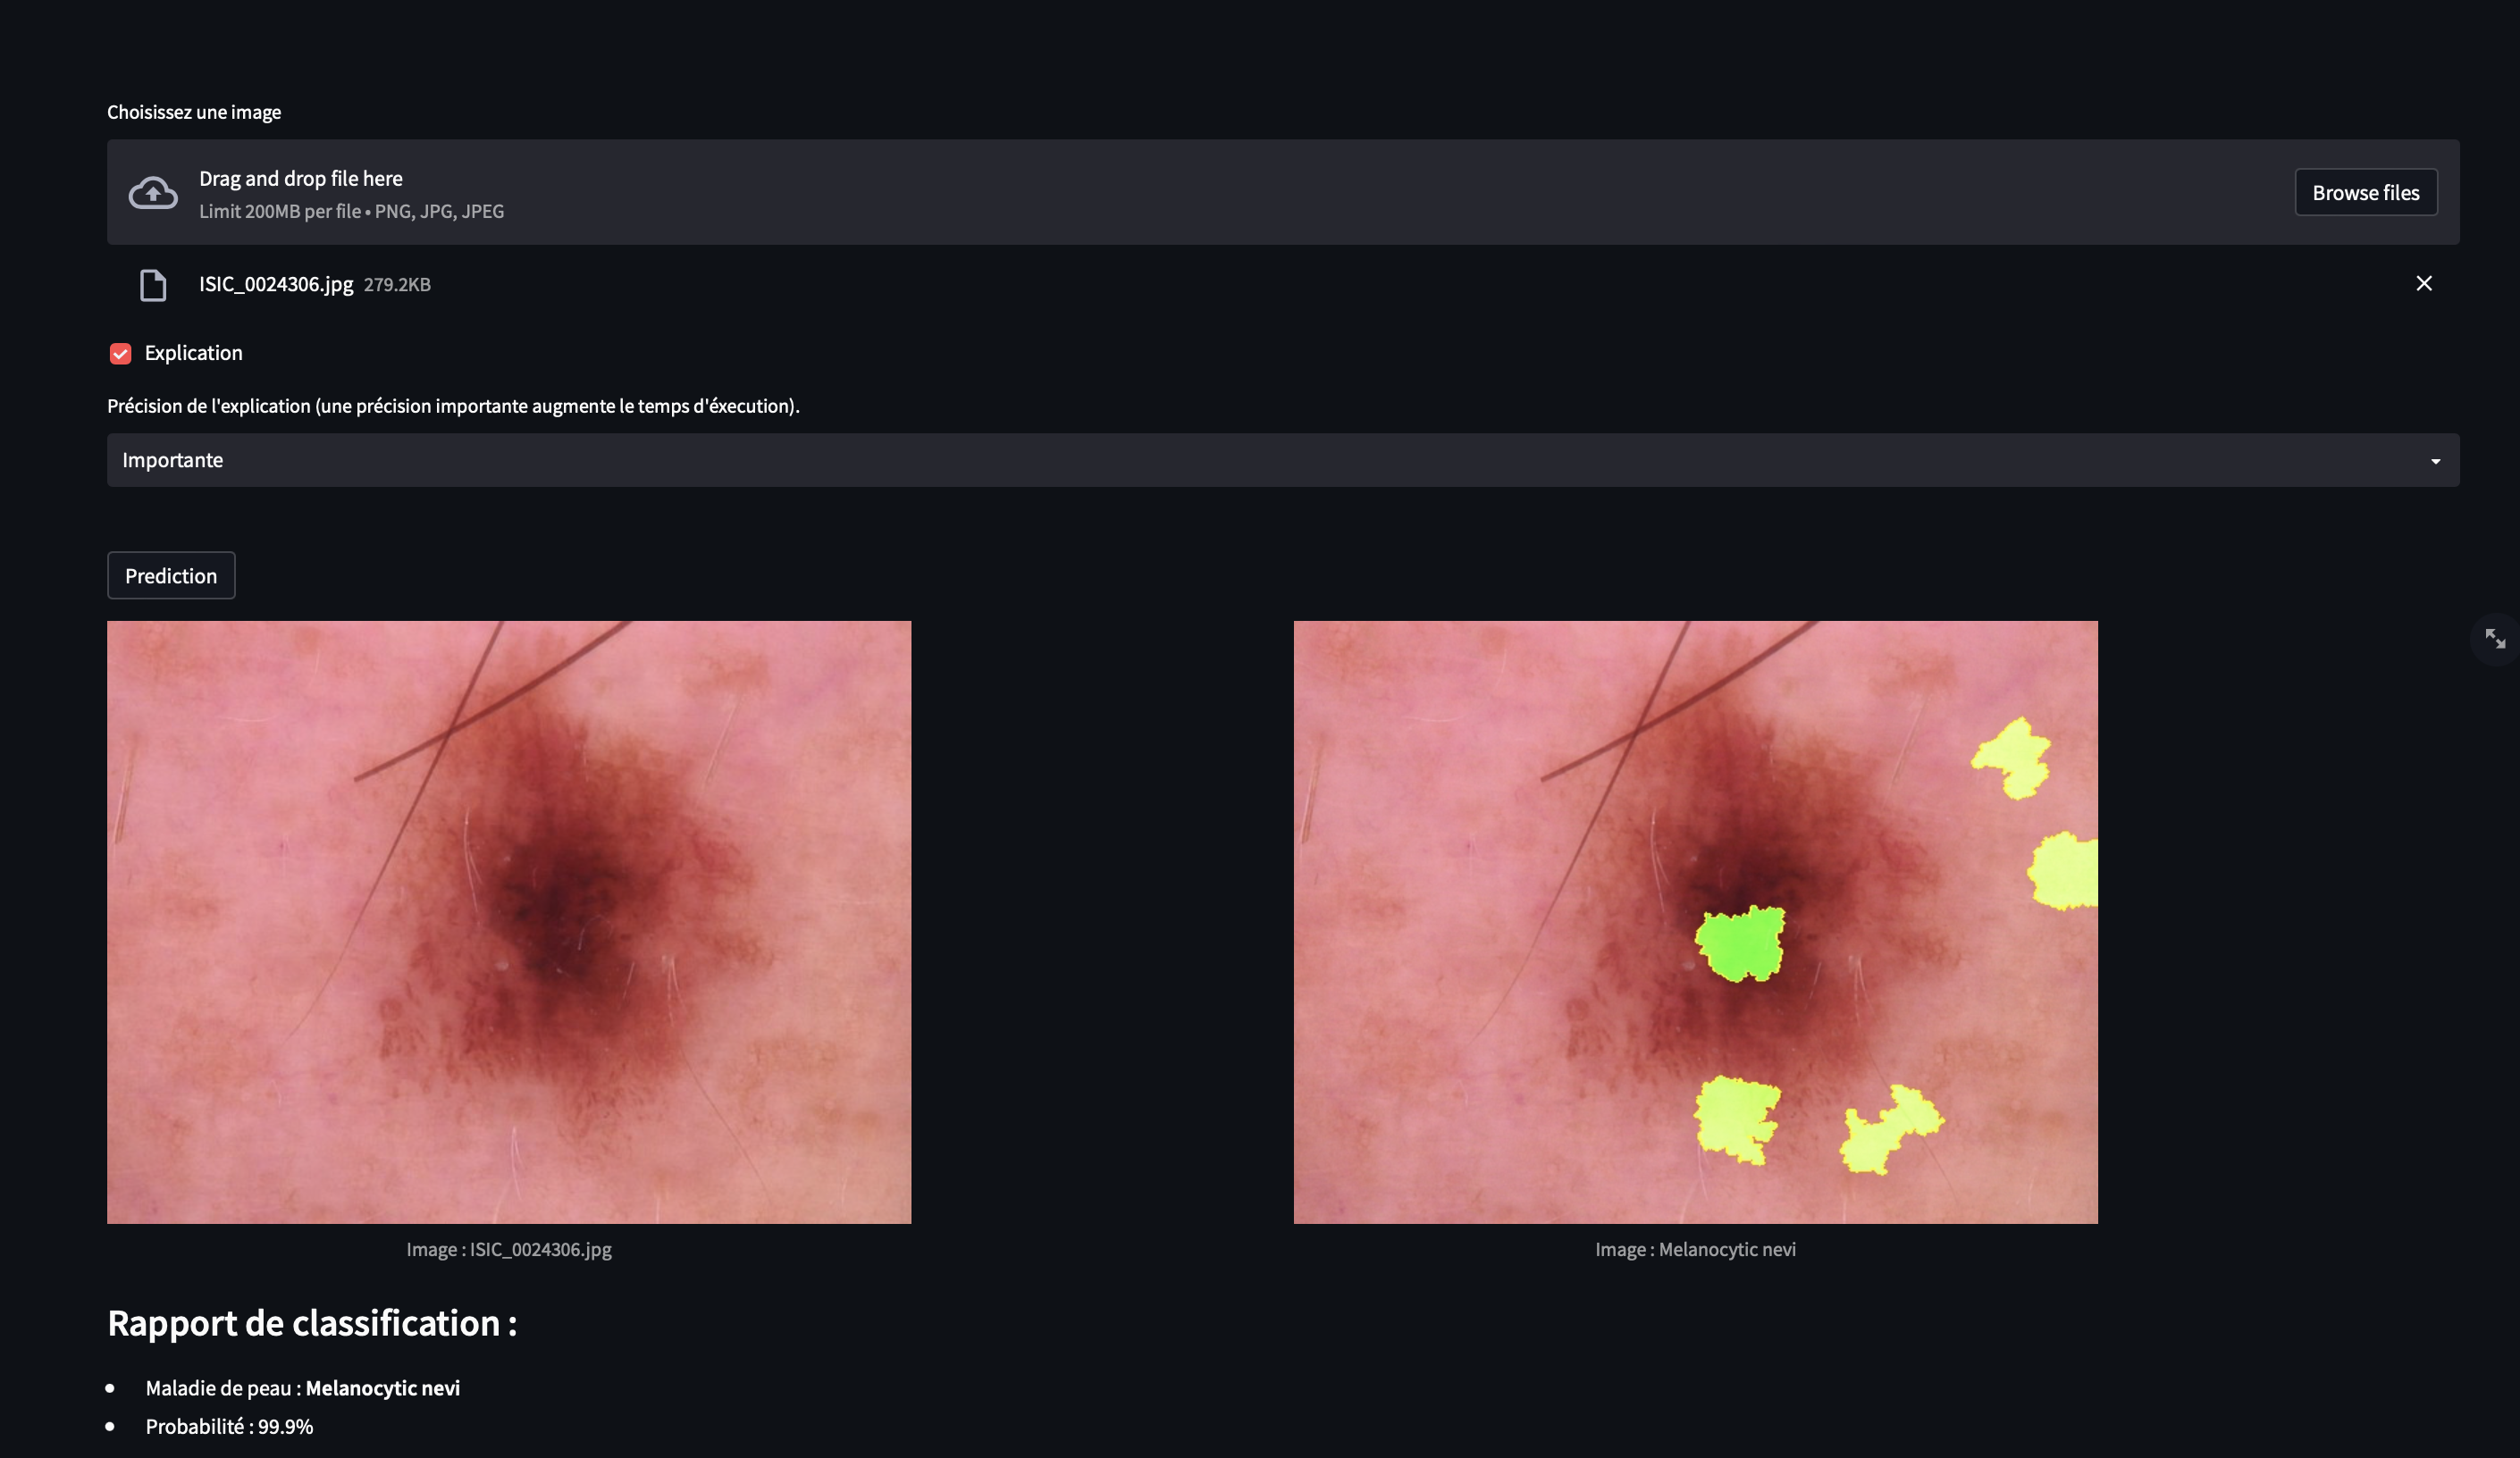 Choisissez une image
Drag and drop file here
Limit 200MB per file • PNG, JPG, JPEG
Browse files
ISIC_0024306.jpg 279.2KB
Explication
Précision de l'explication (une précision importante augmente le temps d'éxecution).
Importante
Prediction
Image : ISIC_0024306.jpg
Image : Melanocytic nevi
Rapport de classification :
Maladie de peau : Melanocytic nevi
Probabilité : 99.9%